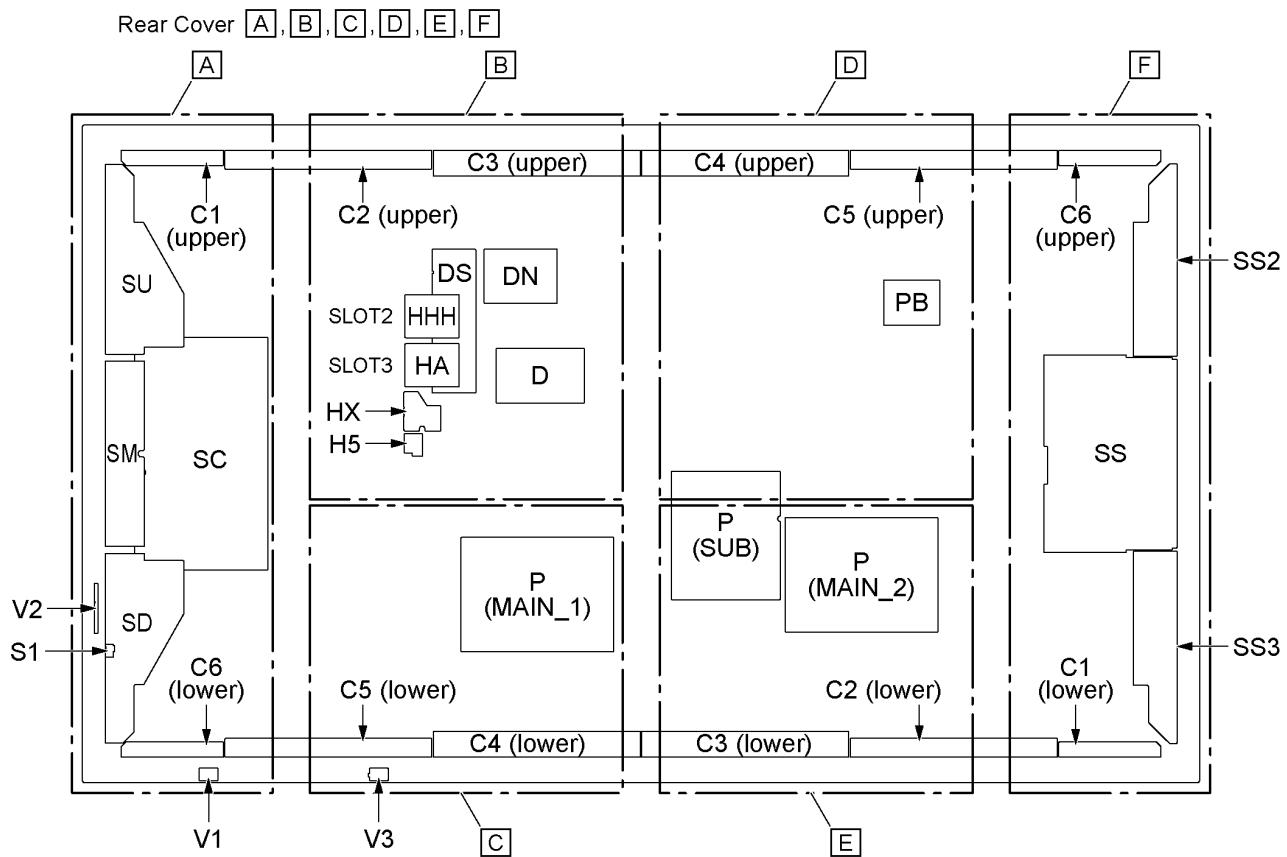 Rear Cover A, B, C, D, E, F
A
B
D
F
C3 (upper)
C4 (upper)
C1
(upper)
C2 (upper)
C5 (upper)
C6
(upper)
SU
DS
DN
SS2
PB
SLOT2
HHH
SLOT3
HA
D
HX
H5
SM
SC
SS
P
(SUB)
P
(MAIN_1)
P
(MAIN_2)
V2
SD
S1
SS3
C6
(lower)
C5 (lower)
C2 (lower)
C1
(lower)
C4 (lower)
C3 (lower)
V1
V3
C
E